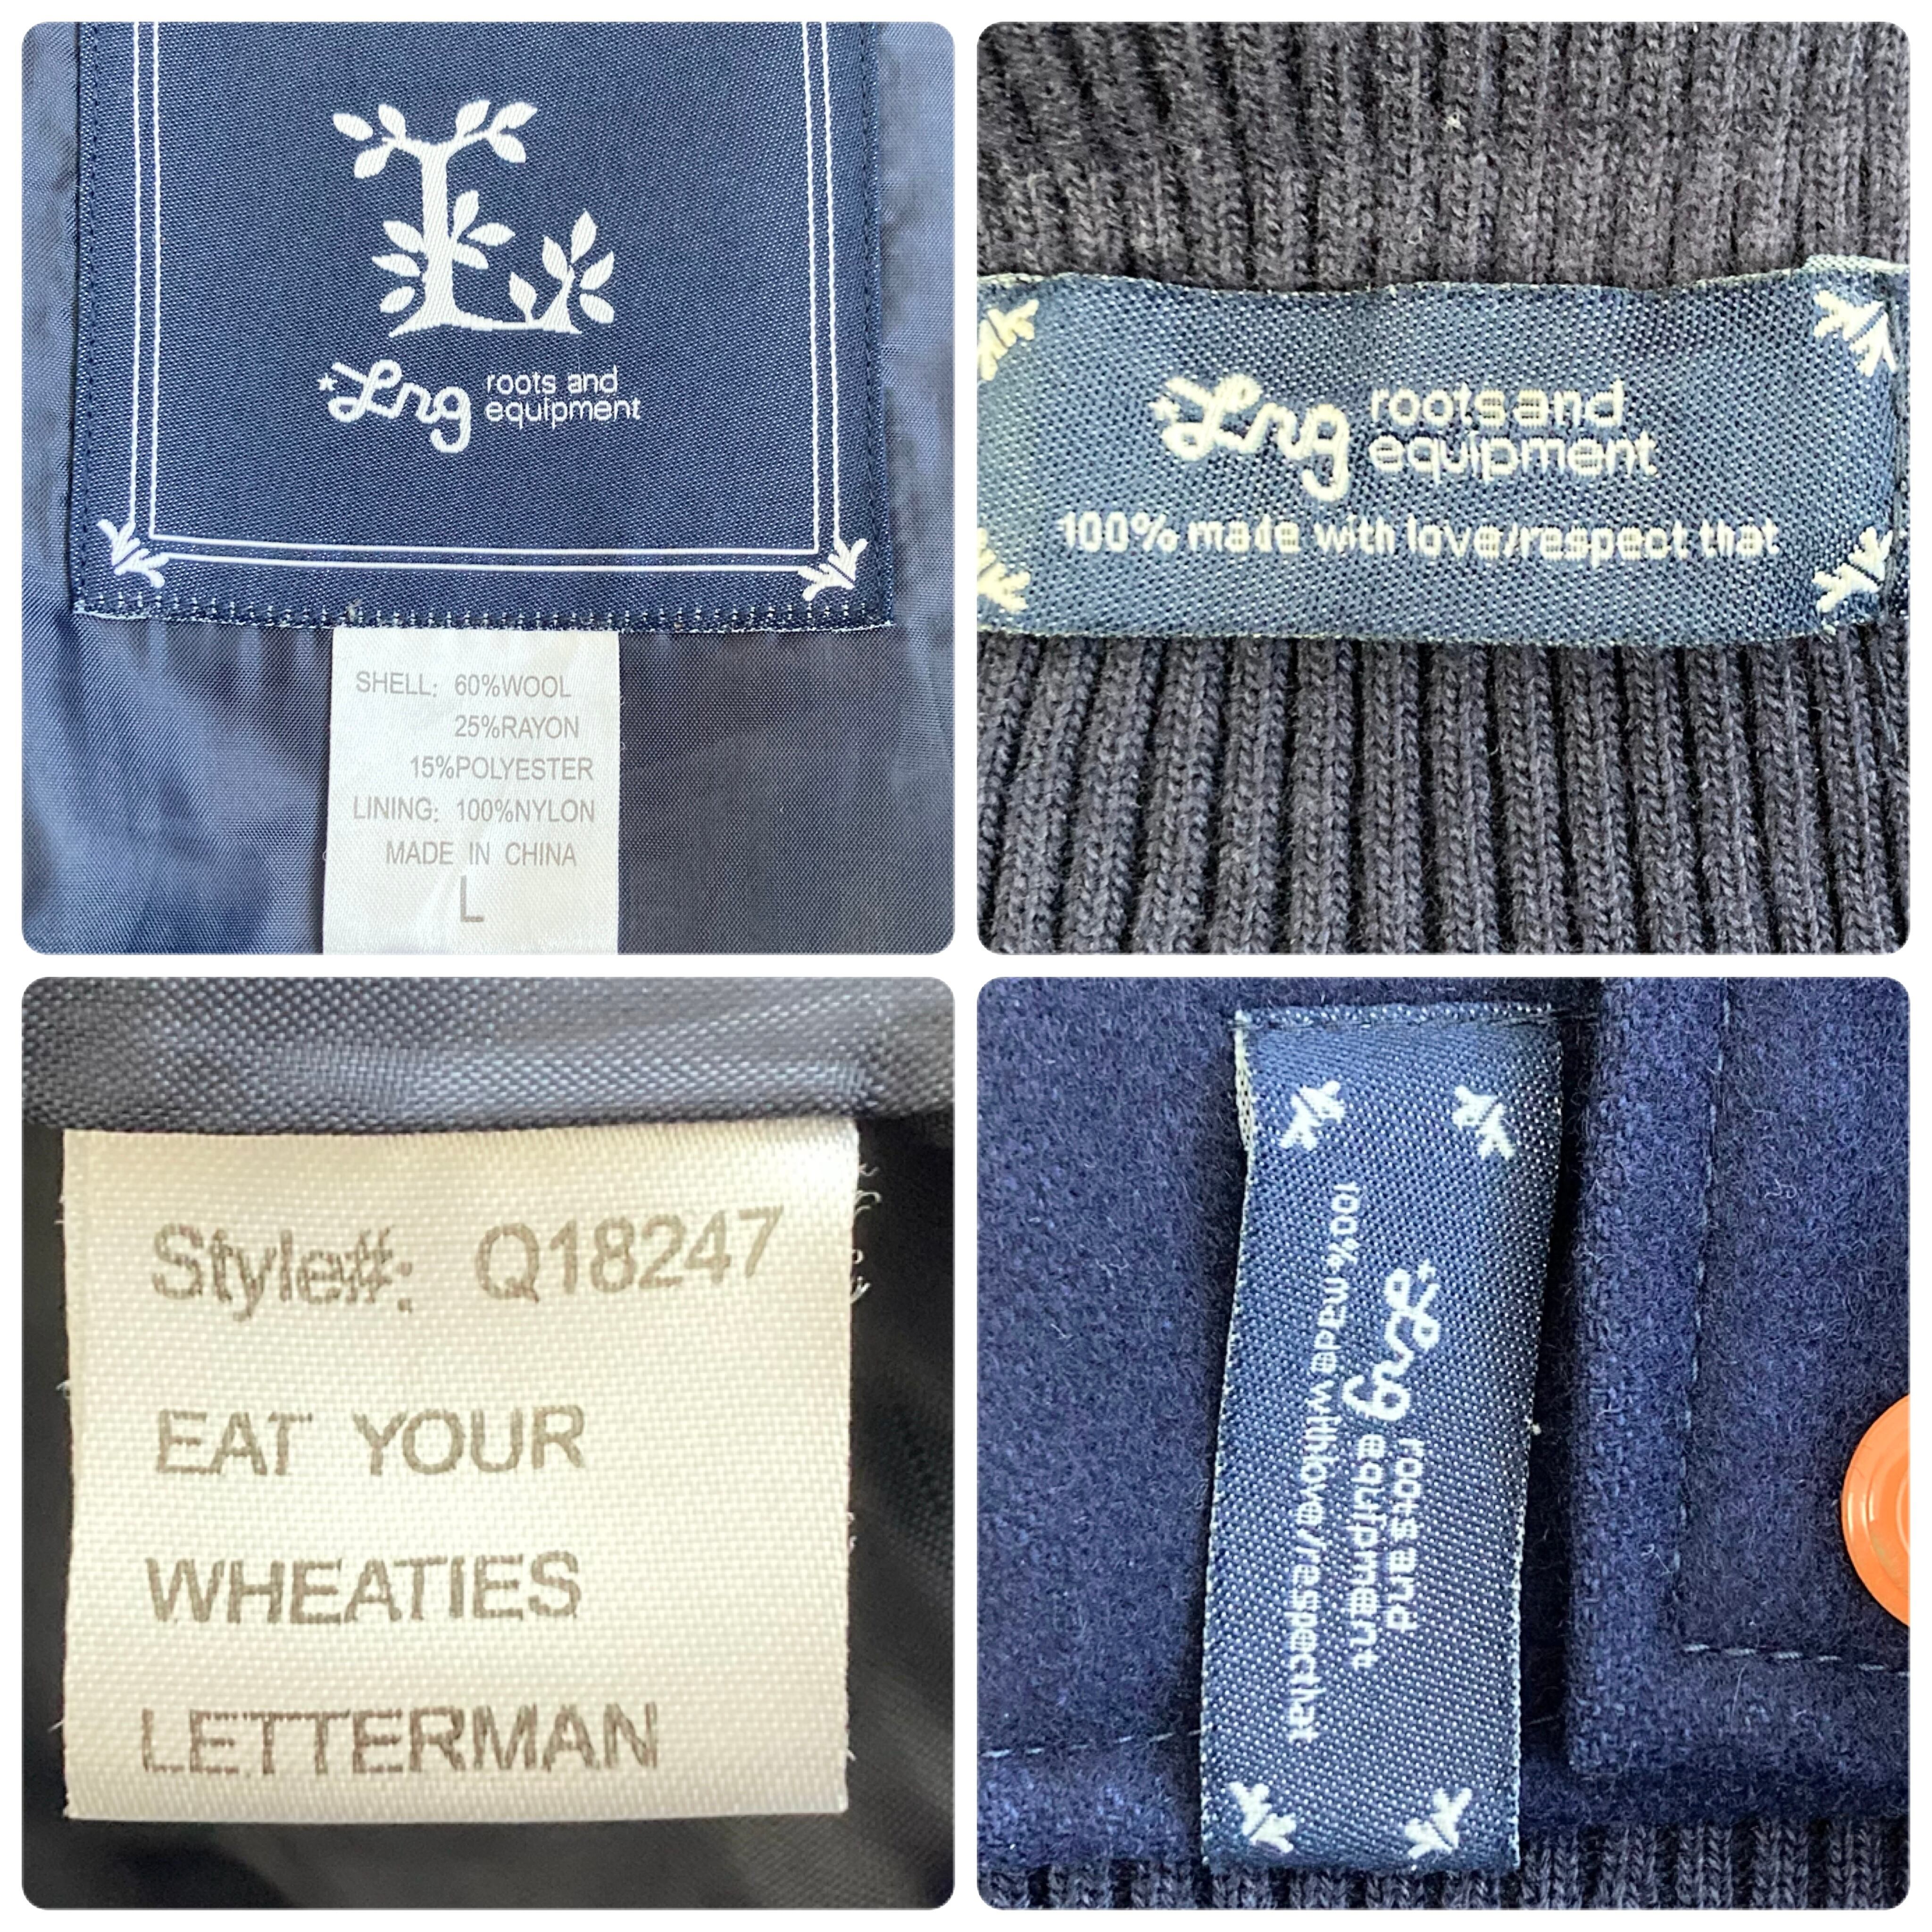 Lrg roots and
equipment
SHELL: 60%WOOL
25%RAYON
15%POLYESTER
LINING: 100%NYLON
MADE IN CHINA
L
Lrg roots and
equipment
100% made with love/respect that
Style#: Q18247
EAT YOUR
WHEATIES
LETTERMAN
Lrg roots and
equipment
100% made with love/respect that